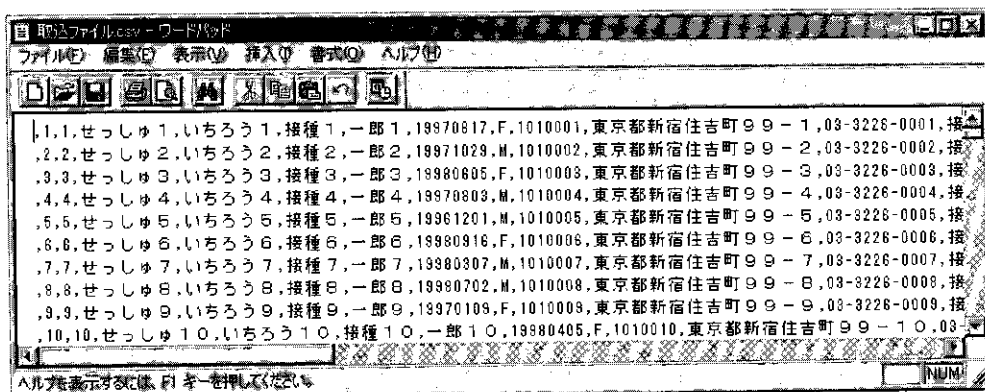 取込ファイル.csv - ワードパッド
ファイル(F) 編集(E) 表示(V) 挿入(I) 書式(O) ヘルプ(H)
,1,1,せっしゅ1,いちろう1,接種1,一郎1,19970817,F,1010001,東京都新宿住吉町99-1,03-3226-0001,接
,2,2,せっしゅ2,いちろう2,接種2,一郎2,19971029,M,1010002,東京都新宿住吉町99-2,03-3226-0002,接
,3,3,せっしゅ3,いちろう3,接種3,一郎3,19980605,F,1010003,東京都新宿住吉町99-3,03-3226-0003,接
,4,4,せっしゅ4,いちろう4,接種4,一郎4,19970803,M,1010004,東京都新宿住吉町99-4,03-3226-0004,接
,5,5,せっしゅ5,いちろう5,接種5,一郎5,19961201,M,1010005,東京都新宿住吉町99-5,03-3226-0005,接
,6,6,せっしゅ6,いちろう6,接種6,一郎6,19980916,F,1010006,東京都新宿住吉町99-6,03-3226-0006,接
,7,7,せっしゅ7,いちろう7,接種7,一郎7,19980307,M,1010007,東京都新宿住吉町99-7,03-3226-0007,接
,8,8,せっしゅ8,いちろう8,接種8,一郎8,19980702,M,1010008,東京都新宿住吉町99-8,03-3226-0008,接
,9,9,せっしゅ9,いちろう9,接種9,一郎9,19970109,F,1010009,東京都新宿住吉町99-9,03-3226-0009,接
,10,10,せっしゅ10,いちろう10,接種10,一郎10,19980405,F,1010010,東京都新宿住吉町99-10,03-
ヘルプを表示するには、F1 キーを押してください。
NUM